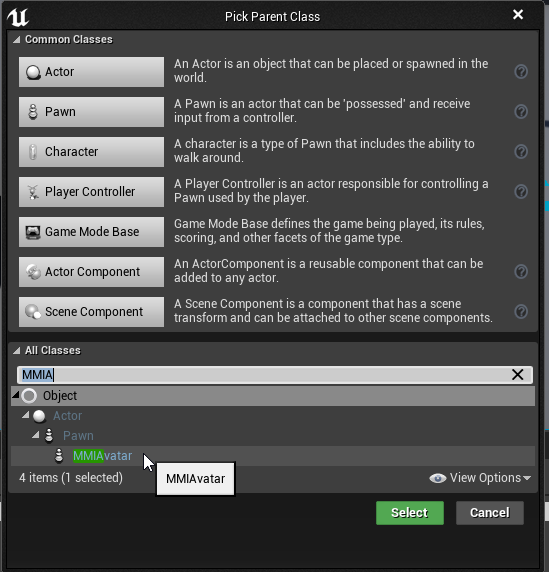 Pick Parent Class
Common Classes
Actor
An Actor is an object that can be placed or spawned in the
world.
Pawn
A Pawn is an actor that can be 'possessed' and receive
input from a controller.
Character
A character is a type of Pawn that includes the ability to
walk around.
Player Controller
A Player Controller is an actor responsible for controlling a
Pawn used by the player.
Game Mode Base
Game Mode Base defines the game being played, its rules,
scoring, and other facets of the game type.
Actor Component
An ActorComponent is a reusable component that can be
added to any actor.
Scene Component
A Scene Component is a component that has a scene
transform and can be attached to other scene components.
All Classes
MMIA
Object
Actor
Pawn
MMIAvatar
MMIAvatar
4 items (1 selected)
View Options
Select
Cancel